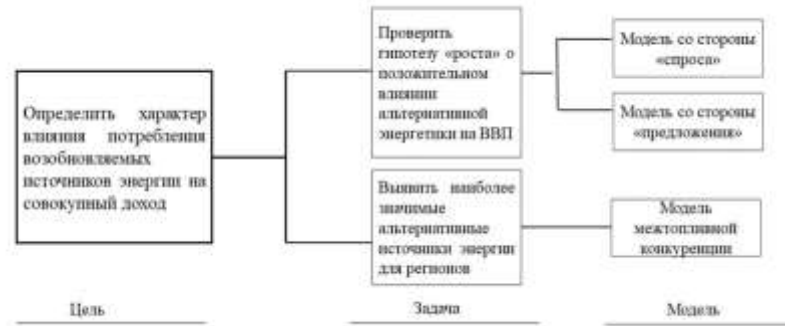 Определить характер
влияния потребления
возобновляемых
источников энергии на
совокупный доход
Проверить
гипотезу «роста» о
положительном
влиянии
альтернативной
энергетики на ВВП
Выявить наиболее
значимые
альтернативные
источники энергии
для регионов
Модель со стороны
«спроса»
Модель со стороны
«предложения»
Модель
межтопливной
конкуренции
Цель
Задача
Модель